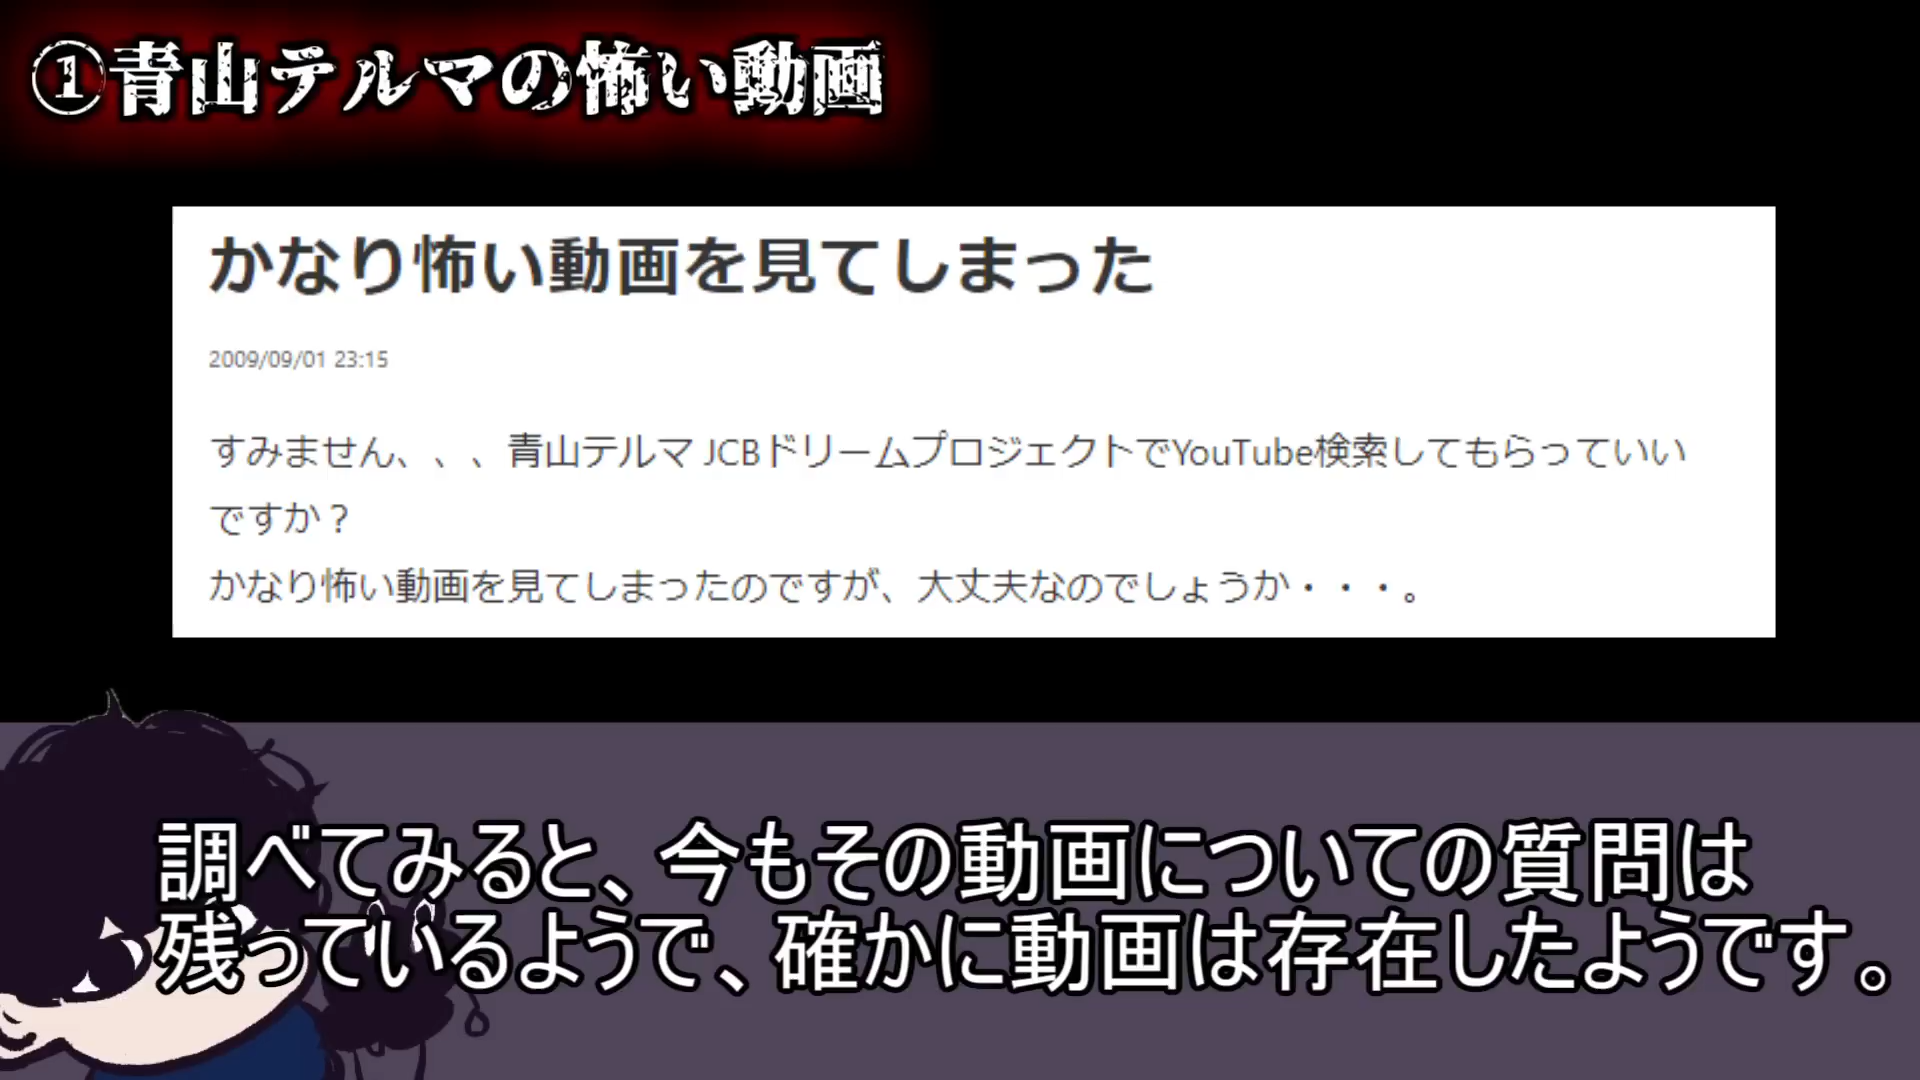 ①青山テルマの怖い動画
かなり怖い動画を見てしまった
2009/09/01 23:15
すみません、、、青山テルマ JCBドリームプロジェクトでYouTube検索してもらっていい
ですか？
かなり怖い動画を見てしまったのですが、大丈夫なのでしょうか・・・。
調べてみると、今もその動画についての質問は
残っているようで、確かに動画は存在したようです。